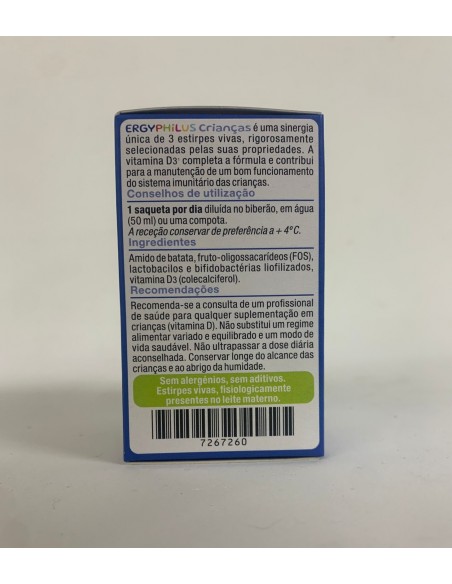 ERGYPHiLUS Crianças é uma sinergia
única de 3 estirpes vivas, rigorosamente
selecionadas pelas suas propriedades. A
vitamina D3¹ completa a fórmula e contribui
para a manutenção de um bom funcionamento
do sistema imunitário das crianças.
Conselhos de utilização
1 saqueta por dia diluída no biberão, em água
(50 ml) ou uma compota.
A receção conservar de preferência a + 4°C.
Ingredientes
Amido de batata, fruto-oligossacarídeos (FOS),
lactobacilos e bifidobactérias liofilizados,
vitamina D3 (colecalciferol).
Recomendações
Recomenda-se a consulta de um profissional
de saúde para qualquer suplementação em
crianças (vitamina D). Não substitui um regime
alimentar variado e equilibrado e um modo de
vida saudável. Não ultrapassar a dose diária
aconselhada. Conservar longe do alcance das
crianças e ao abrigo da humidade.
Sem alergénios, sem aditivos.
Estirpes vivas, fisiologicamente
presentes no leite materno.
7267260